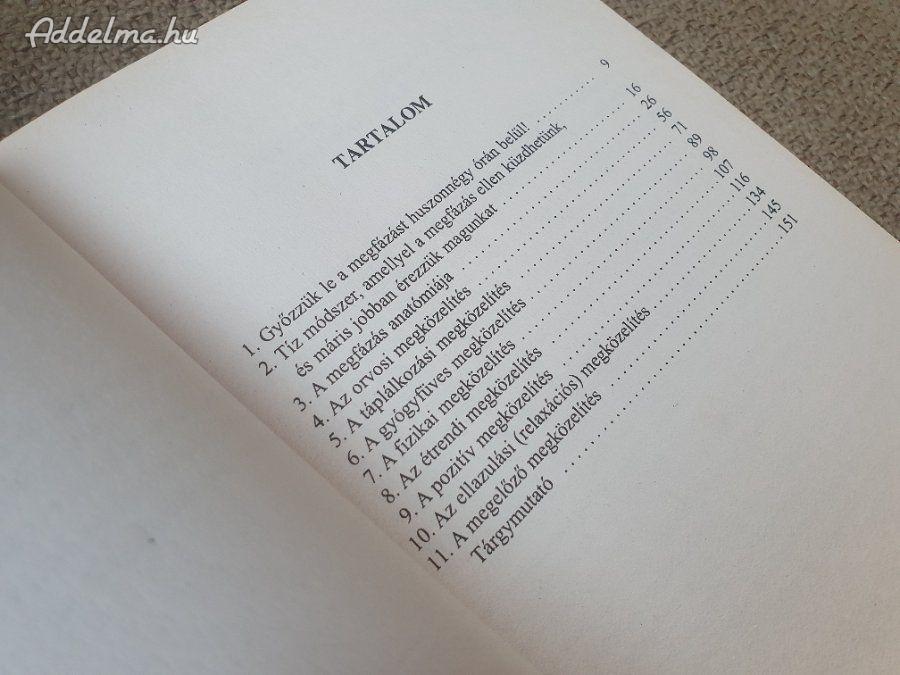 Addelma.hu
TARTALOM
1. Győzzük le a megfázást huszonnégy órán belül! . . . . . . . . 9
2. Tíz módszer, amellyel a megfázás ellen küzdhetünk,
és máris jobban érezzük magunkat . . . . . . . . 16
3. A megfázás anatómiája . . . . . . . . 26
4. Az orvosi megközelítés . . . . . . . . 56
5. A táplálkozási megközelítés . . . . . . . . 71
6. A gyógyfüves megközelítés . . . . . . . . 89
7. A fizikai megközelítés . . . . . . . . 98
8. Az étrendi megközelítés . . . . . . . . 107
9. A pozitív megközelítés . . . . . . . . 116
10. Az ellazulási (relaxációs) megközelítés . . . . . . . . 134
11. A megelőző megközelítés . . . . . . . . 145
Tárgymutató . . . . . . . . 151